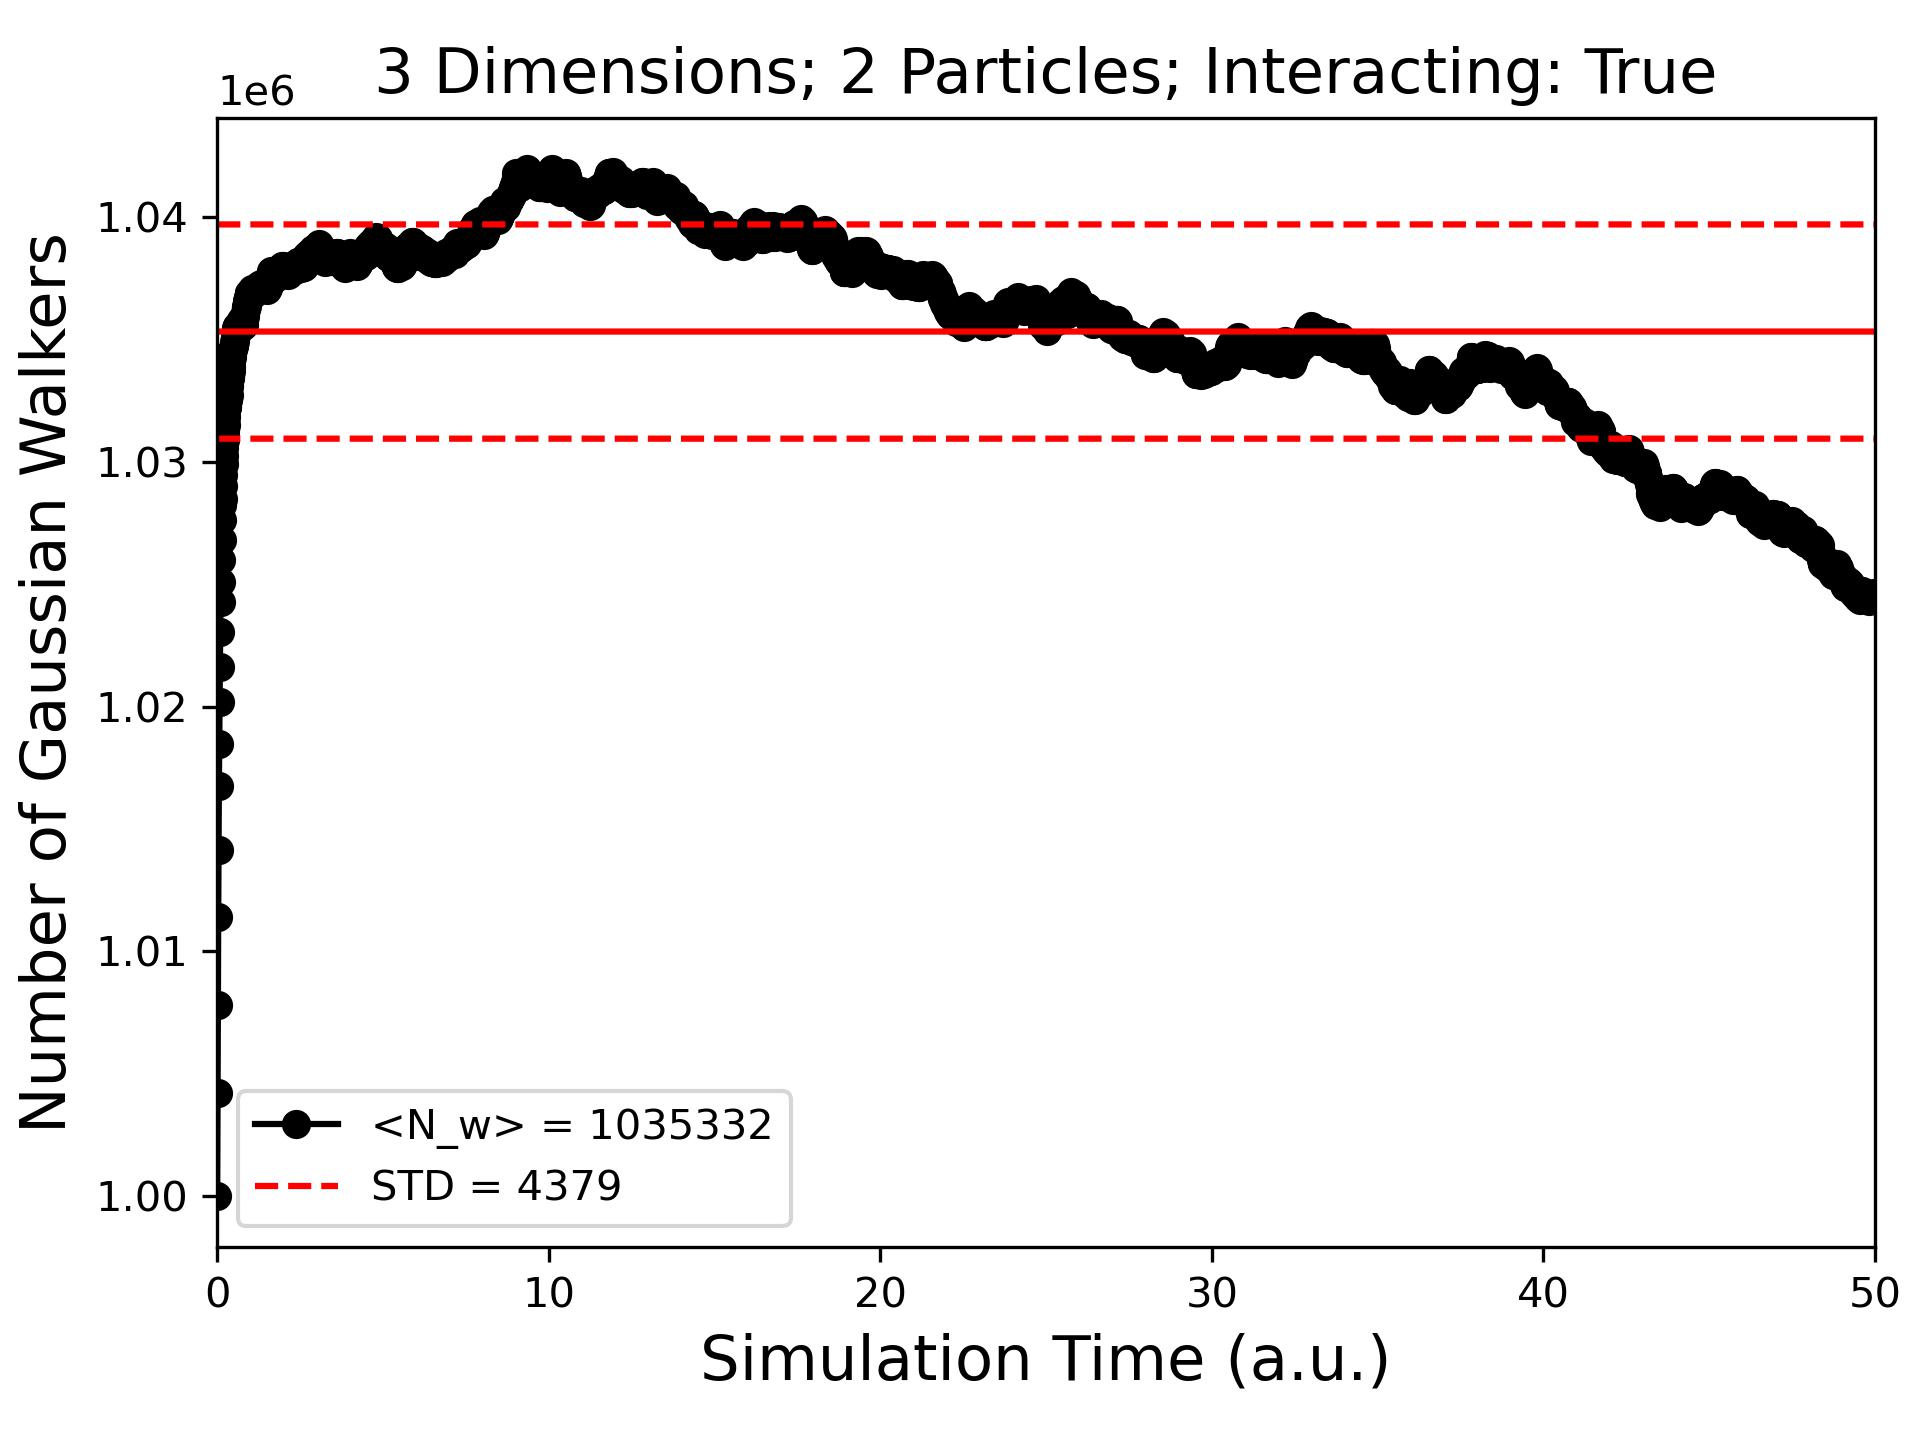 3 Dimensions; 2 Particles; Interacting: True
1e6
Number of Gaussian Walkers
1.04
1.03
1.02
1.01
1.00
<N_w> = 1035332
STD = 4379
0 10 20 30 40 50
Simulation Time (a.u.)